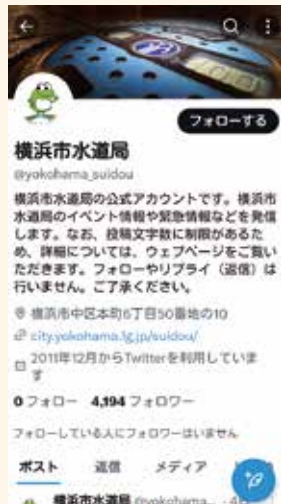 フォローする
横浜市水道局
@yokohama_suidou
横浜市水道局の公式アカウントです。横浜市
水道局のイベント情報や緊急情報などを発信
します。なお、投稿文字数に制限があるた
め、詳細については、ウェブページをご覧い
ただきます。フォローやリプライ（返信）は
行いません。ご了承ください。
横浜市中区本町6丁目50番地の10
city.yokohama.lg.jp/suidou/
2011年12月からTwitterを利用していま
す
0 フォロー 4,194 フォロワー
フォローしている人にフォロワーはいません
ポスト 返信 メディア
横浜市水道局 @yokohama...